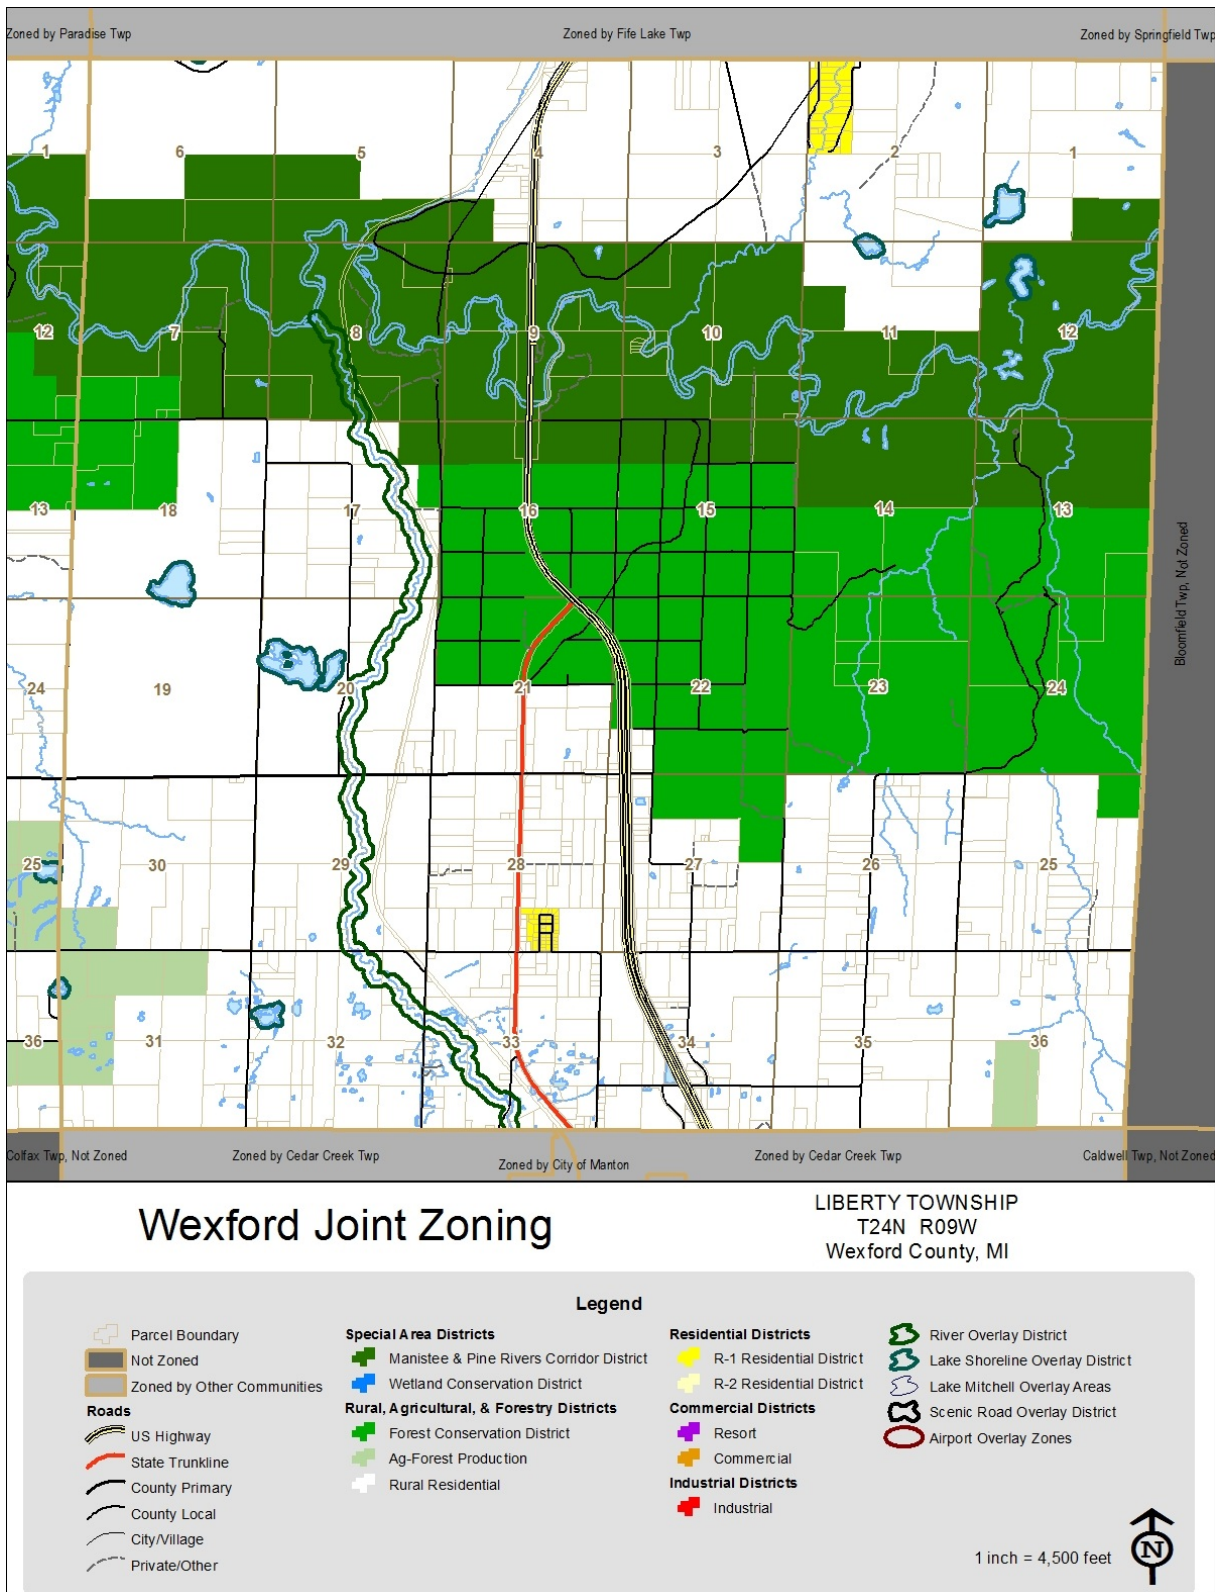 Zoned by Paradise Twp
Zoned by Fife Lake Twp
Zoned by Springfield Twp
1
6
5
4
3
2
1
12
7
8
9
10
11
12
13
18
17
16
15
14
13
Bloomfield Twp, Not Zoned
24
19
20
21
22
23
24
25
30
29
28
27
26
25
36
31
32
33
34
35
36
Colfax Twp, Not Zoned
Zoned by Cedar Creek Twp
Zoned by City of Manton
Zoned by Cedar Creek Twp
Caldwell Twp, Not Zoned
Wexford Joint Zoning
LIBERTY TOWNSHIP
T24N R09W
Wexford County, MI
Legend
Parcel Boundary
Not Zoned
Zoned by Other Communities
Roads
US Highway
State Trunkline
County Primary
County Local
City/Village
Private/Other
Special Area Districts
Manistee & Pine Rivers Corridor District
Wetland Conservation District
Rural, Agricultural, & Forestry Districts
Forest Conservation District
Ag-Forest Production
Rural Residential
Residential Districts
R-1 Residential District
R-2 Residential District
Commercial Districts
Resort
Commercial
Industrial Districts
Industrial
River Overlay District
Lake Shoreline Overlay District
Lake Mitchell Overlay Areas
Scenic Road Overlay District
Airport Overlay Zones
1 inch = 4,500 feet
N